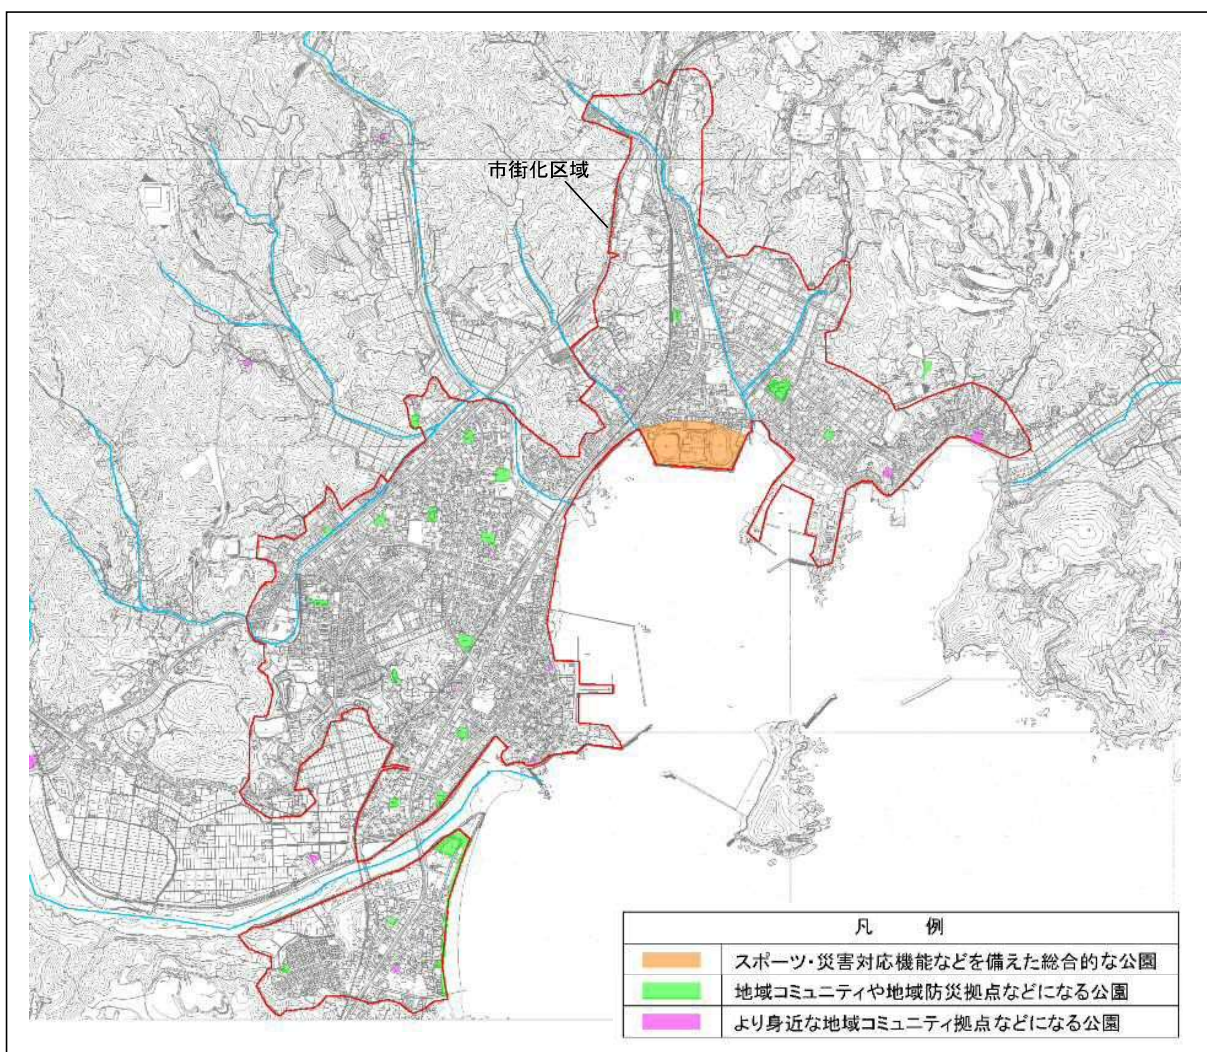 市街化区域
凡 例
スポーツ・災害対応機能などを備えた総合的な公園
地域コミュニティや地域防災拠点などになる公園
より身近な地域コミュニティ拠点などになる公園